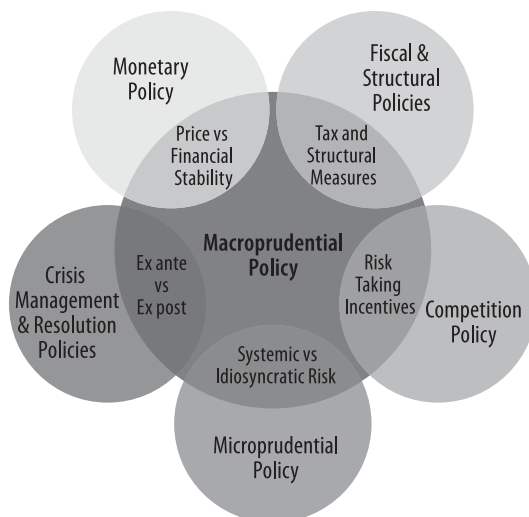 Monetary
Policy
Fiscal &
Structural
Policies
Price vs
Financial
Stability
Tax and
Structural
Measures
Macroprudential
Policy
Crisis
Management
& Resolution
Policies
Ex ante
vs
Ex post
Risk
Taking
Incentives
Competition
Policy
Systemic vs
Idiosyncratic Risk
Microprudential
Policy